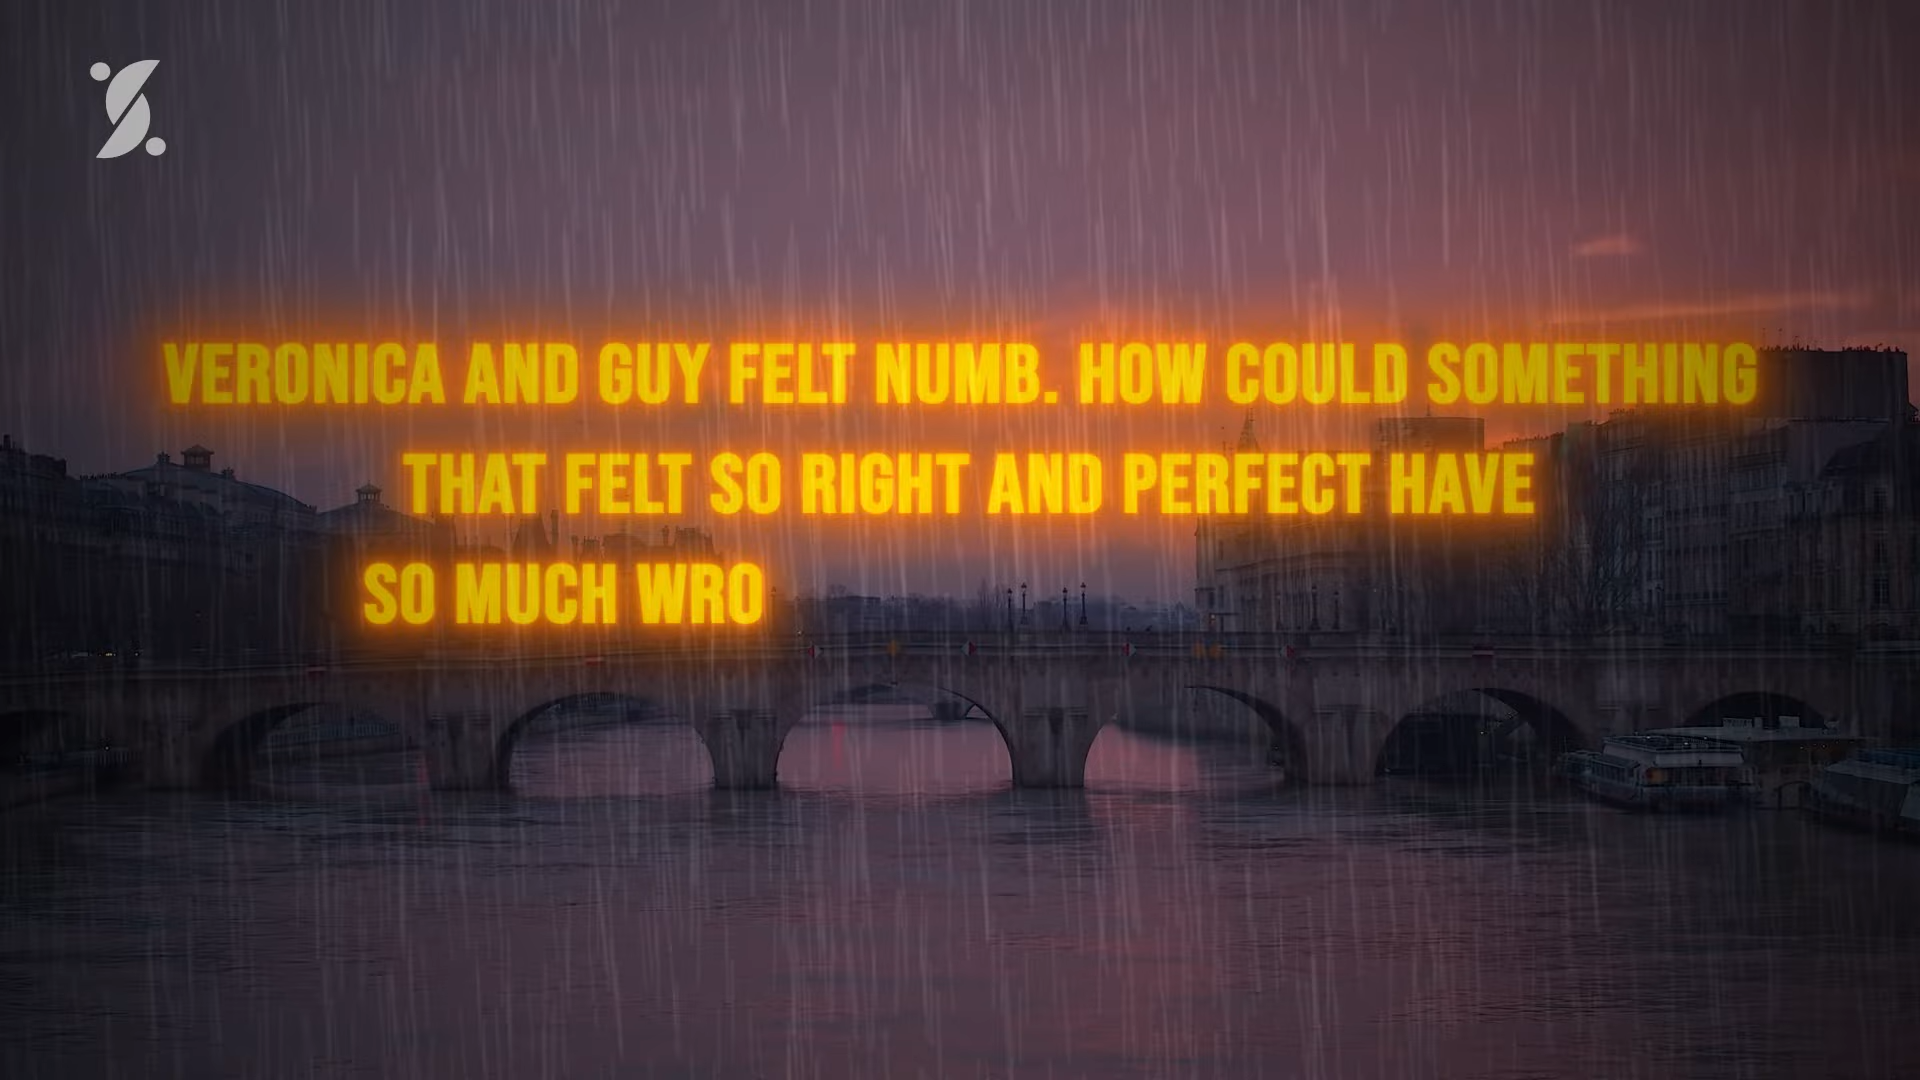 VERONICA AND GUY FELT NUMB. HOW COULD SOMETHING
THAT FELT SO RIGHT AND PERFECT HAVE
SO MUCH WRO